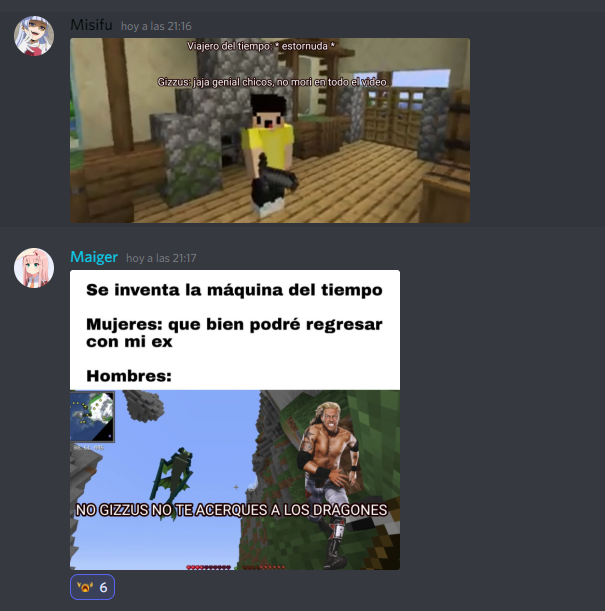 Misifu hoy a las 21:16
Viajero del tiempo: * estornuda *
Gizzus: jaja genial chicos, no morí en todo el video.
Maiger hoy a las 21:17
Se inventa la máquina del tiempo
Mujeres: que bien podré regresar
con mi ex
Hombres:
NO GIZZUS NO TE ACERQUES A LOS DRAGONES
6